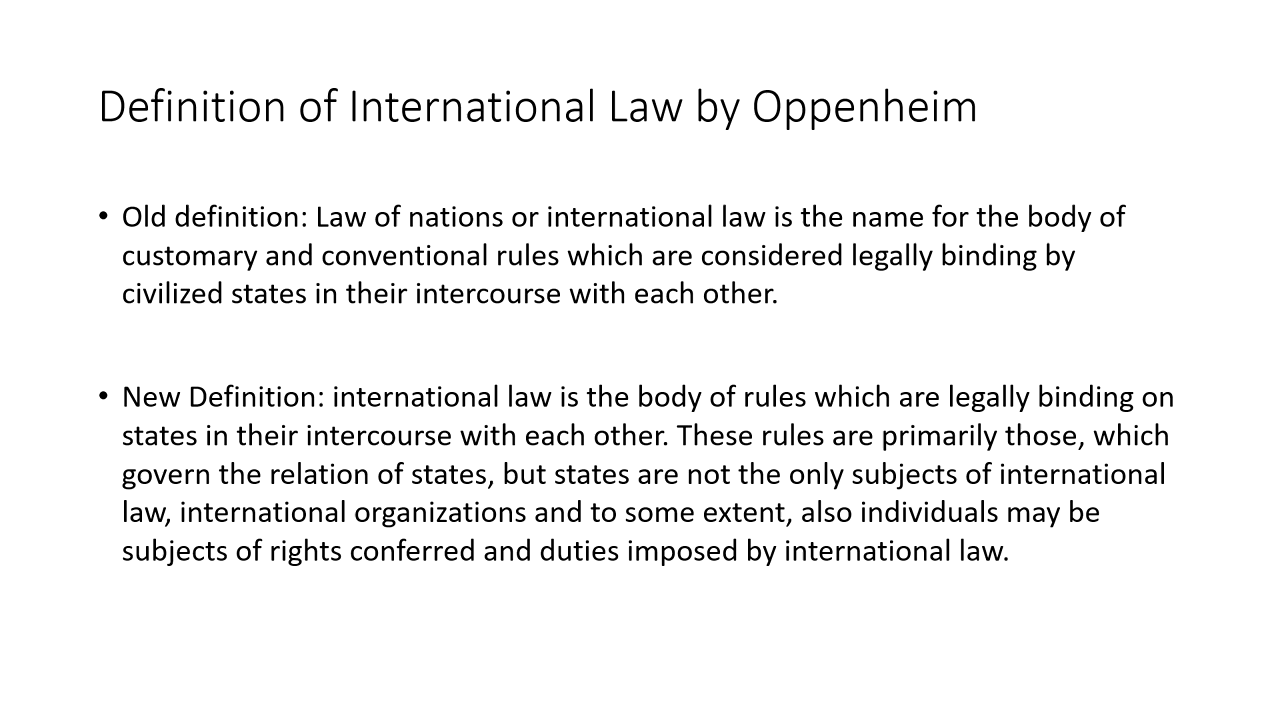 Definition of International Law by Oppenheim
• Old definition: Law of nations or international law is the name for the body of
customary and conventional rules which are considered legally binding by
civilized states in their intercourse with each other.
• New Definition: international law is the body of rules which are legally binding on
states in their intercourse with each other. These rules are primarily those, which
govern the relation of states, but states are not the only subjects of international
law, international organizations and to some extent, also individuals may be
subjects of rights conferred and duties imposed by international law.